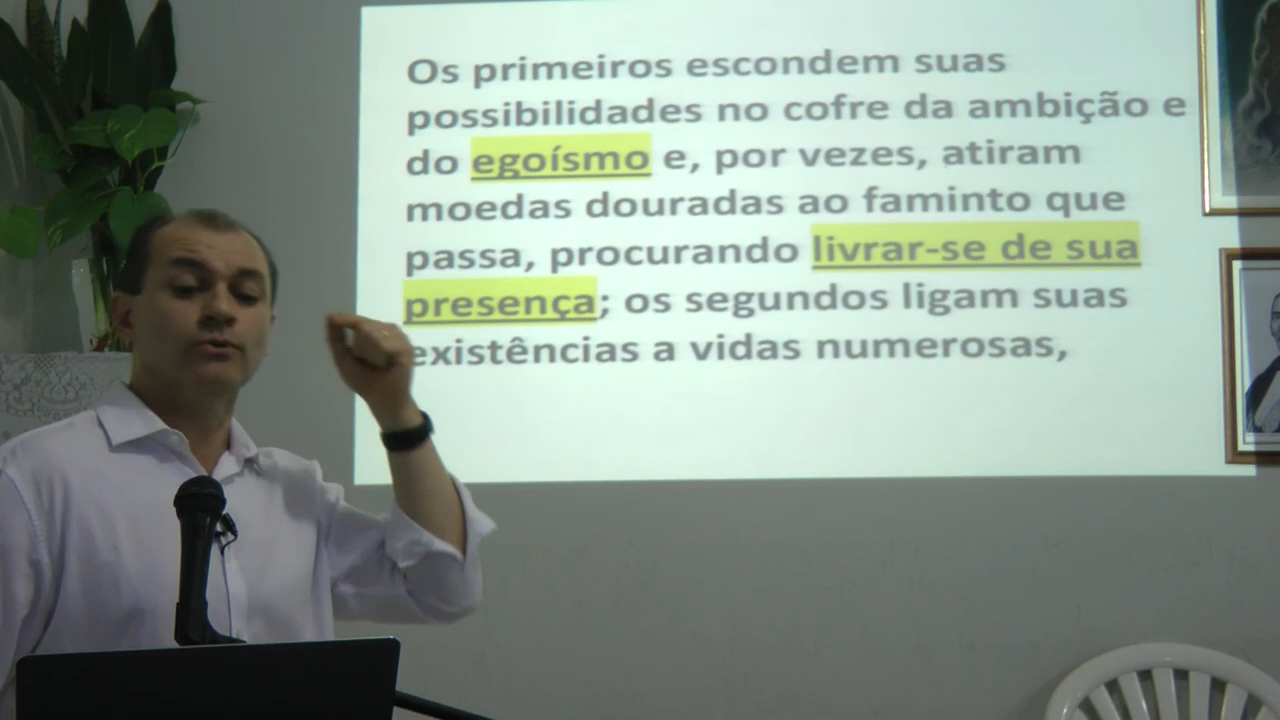 Os primeiros escondem suas
possibilidades no cofre da ambição e
do egoísmo e, por vezes, atiram
moedas douradas ao faminto que
passa, procurando livrar-se de sua
presença; os segundos ligam suas
existências a vidas numerosas,